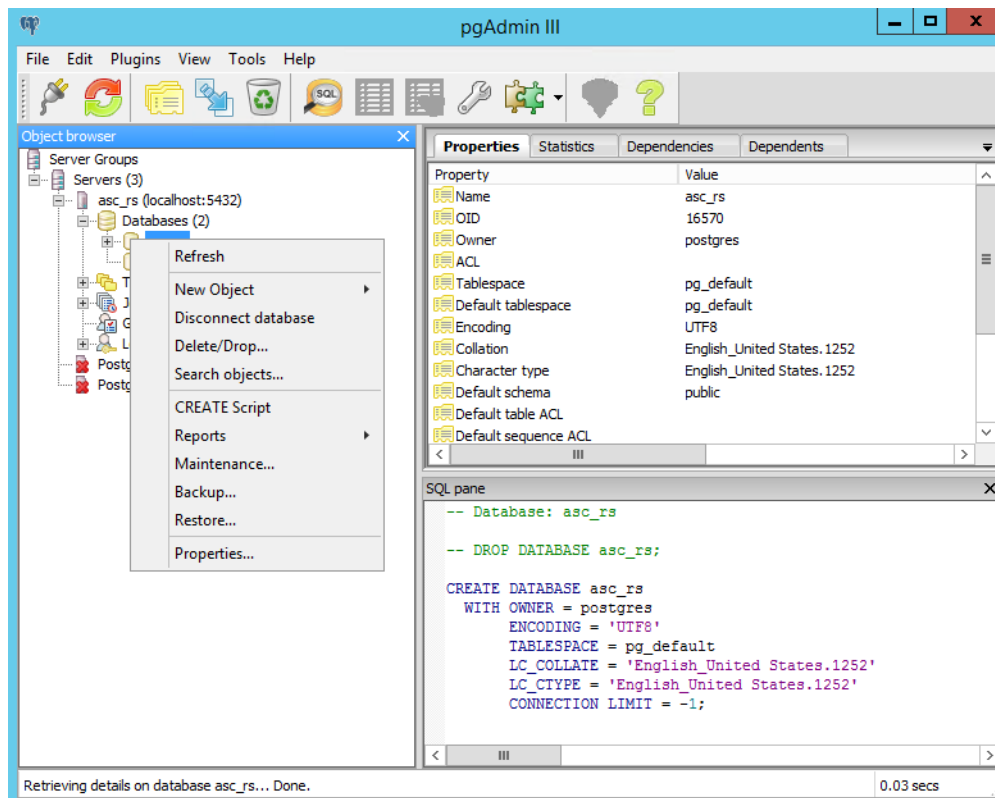 pgAdmin III
File Edit Plugins View Tools Help
SQL
Object browser
Server Groups
Servers (3)
asc_rs (localhost:5432)
Databases (2)
Refresh
New Object
Disconnect database
Delete/Drop...
Search objects...
CREATE Script
Reports
Maintenance...
Backup...
Restore...
Properties...
Properties Statistics Dependencies Dependents
Property Value
Name asc_rs
OID 16570
Owner postgres
ACL
Tablespace pg_default
Default tablespace pg_default
Encoding UTF8
Collation English_United States.1252
Character type English_United States.1252
Default schema public
Default table ACL
Default sequence ACL
SQL pane
-- Database: asc_rs
-- DROP DATABASE asc_rs;
CREATE DATABASE asc_rs
WITH OWNER = postgres
ENCODING = 'UTF8'
TABLESPACE = pg_default
LC_COLLATE = 'English_United States.1252'
LC_CTYPE = 'English_United States.1252'
CONNECTION LIMIT = -1;
Retrieving details on database asc_rs... Done. 0.03 secs